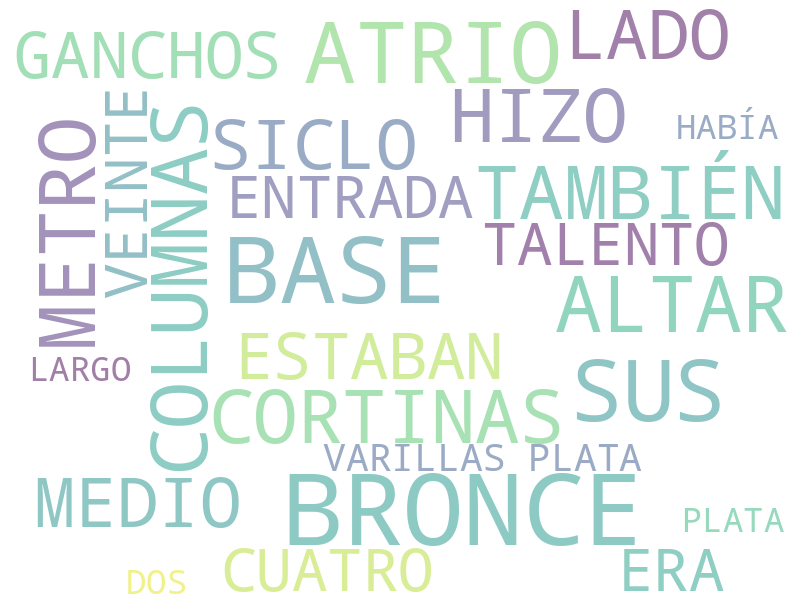 GANCHOS
ATRIO
LADO
METRO
VEINTE
COLUMNAS
SICLO
HIZO
HABÍA
ENTRADA
TAMBIÉN
BASE
TALENTO
ALTAR
LARGO
ESTABAN
CORTINAS
SUS
VARILLAS PLATA
MEDIO
BRONCE
PLATA
DOS
CUATRO
ERA